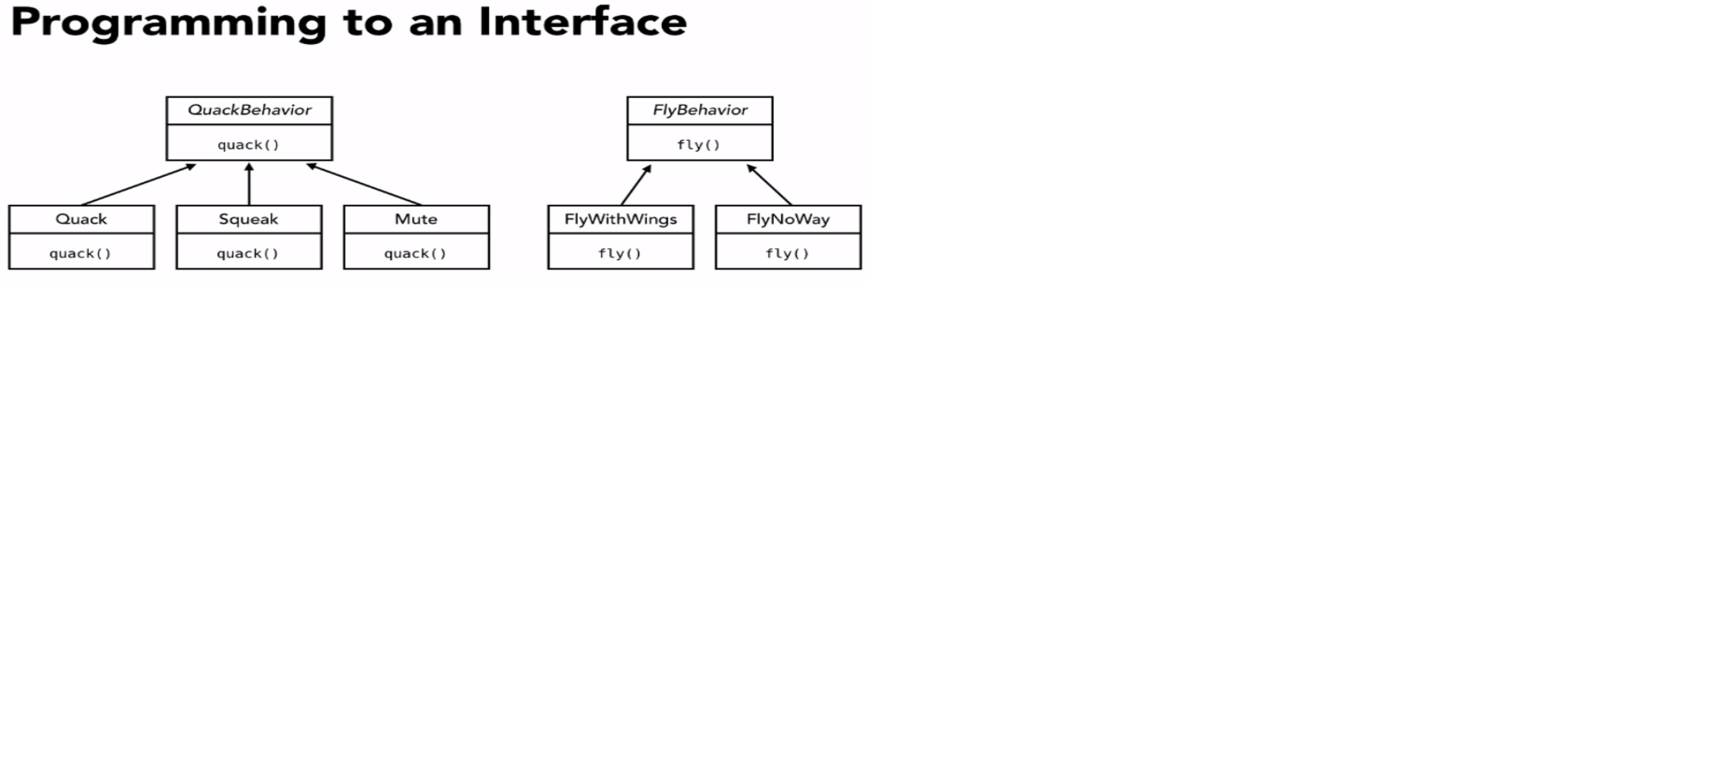 Programming to an Interface
QuackBehavior
quack()
Quack
quack()
Squeak
quack()
Mute
quack()
FlyBehavior
fly()
FlyWithWings
fly()
FlyNoWay
fly()